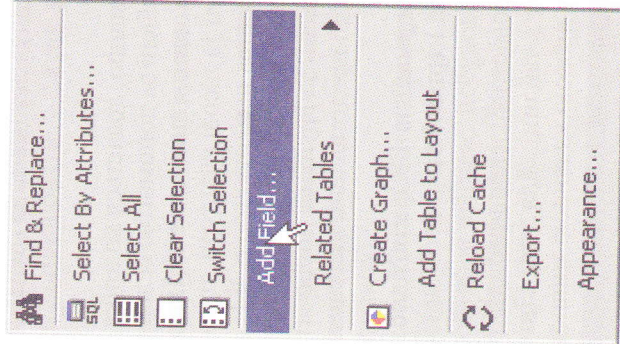 Find & Replace...
SQL Select By Attributes...
Select All
Clear Selection
Switch Selection
Add Field...
Related Tables
Create Graph...
Add Table to Layout
Reload Cache
Export...
Appearance...